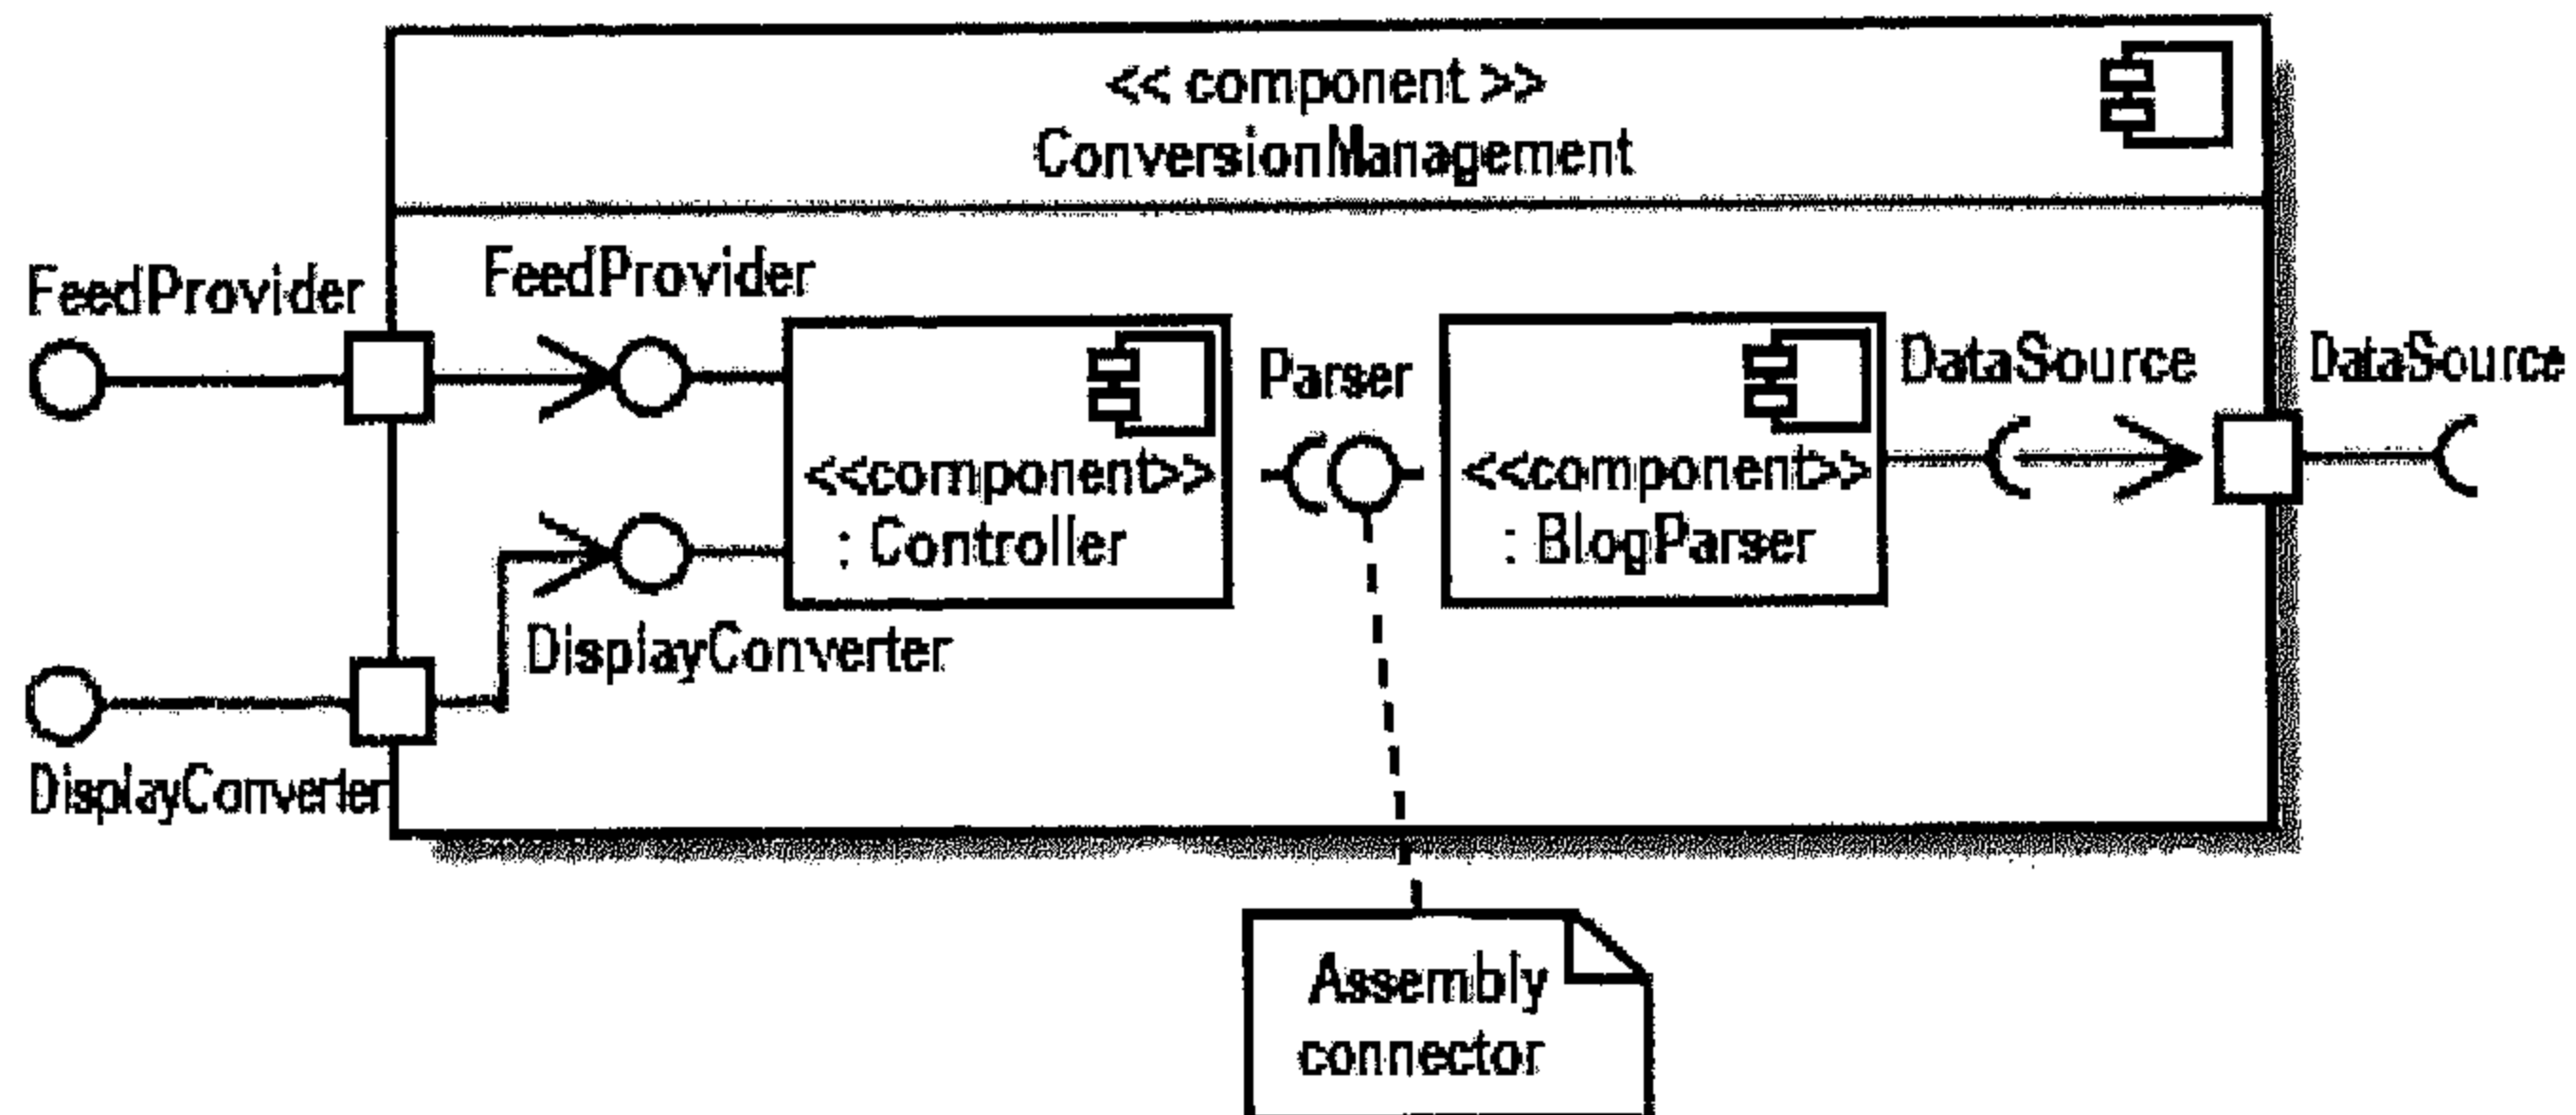 << component >>
ConversionManagement
FeedProvider
FeedProvider
Parser
DataSource
DataSource
<<component>>
: Controller
<<component>>
: BlogParser
DisplayConverter
DisplayConverter
Assembly
connector